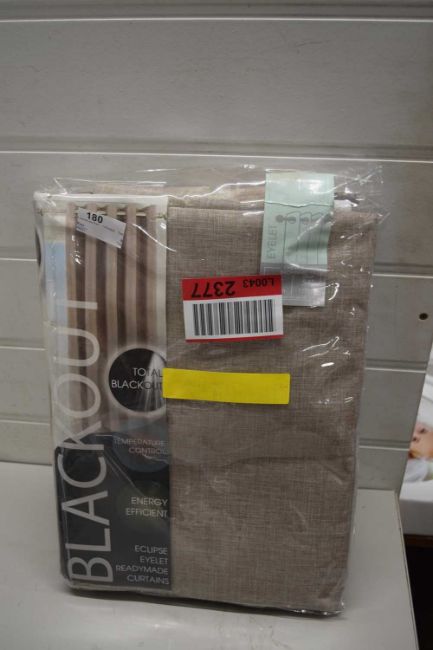 180
EYELET
L0043
2377
TOTAL
BLACKOUT
TEMPERATURE
CONTROL
ENERGY
EFFICIENT
ECLIPSE
EYELET
READYMADE
CURTAINS
BLACKOUT